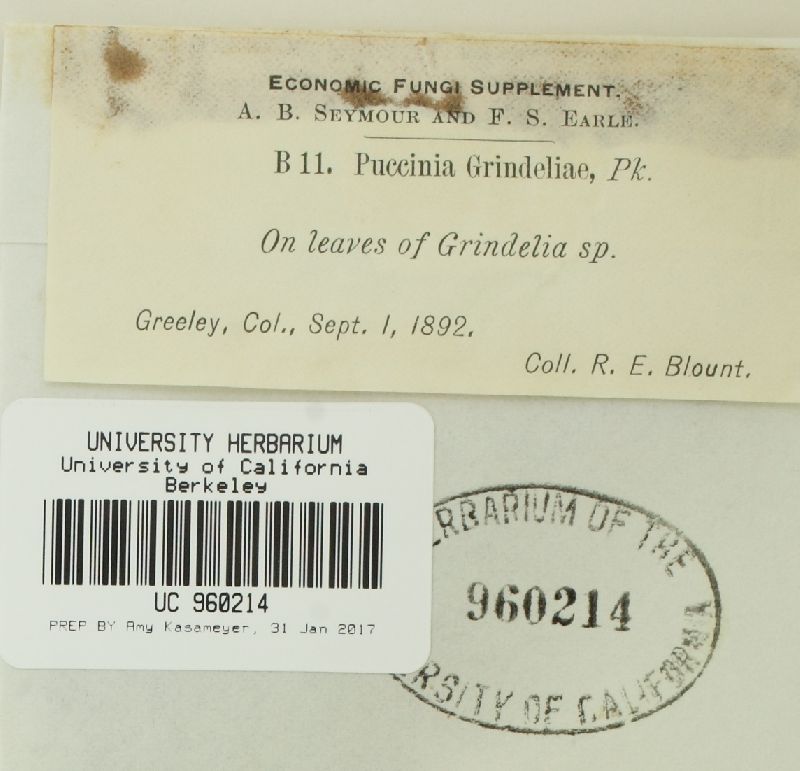 ECONOMIC FUNGI SUPPLEMENT.
A. B. SEYMOUR AND F. S. EARLE.
B 11. Puccinia Grindeliae, Pk.
On leaves of Grindelia sp.
Greeley, Col., Sept. 1, 1892.
Coll. R. E. Blount.
UNIVERSITY HERBARIUM
University of California
Berkeley
UC 960214
PREP BY Amy Kasameyer, 31 Jan 2017
ERBARIUM OF THE
960214
ERSITY OF CALIFORNIA